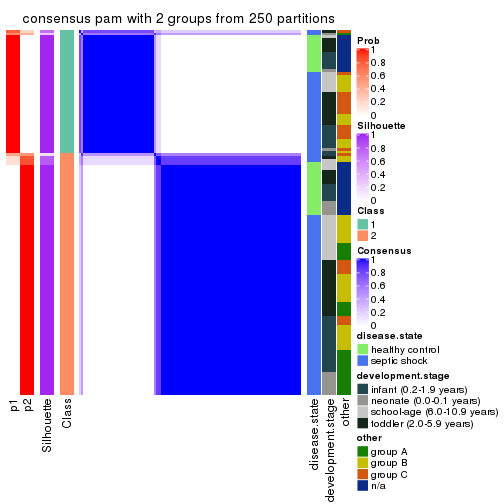 consensus pam with 2 groups from 250 partitions
Prob
1
0.8
0.6
0.4
0.2
0
Silhouette
1
0.8
0.6
0.4
0.2
0
Class
1
2
Consensus
1
0.8
0.6
0.4
0.2
0
disease.state
healthy control
septic shock
development.stage
infant (0.2-1.9 years)
neonate (0.0-0.1 years)
school-age (6.0-10.9 years)
toddler (2.0-5.9 years)
other
group A
group B
group C
n/a
p1
p2
Silhouette
Class
disease.state
development.stage
other